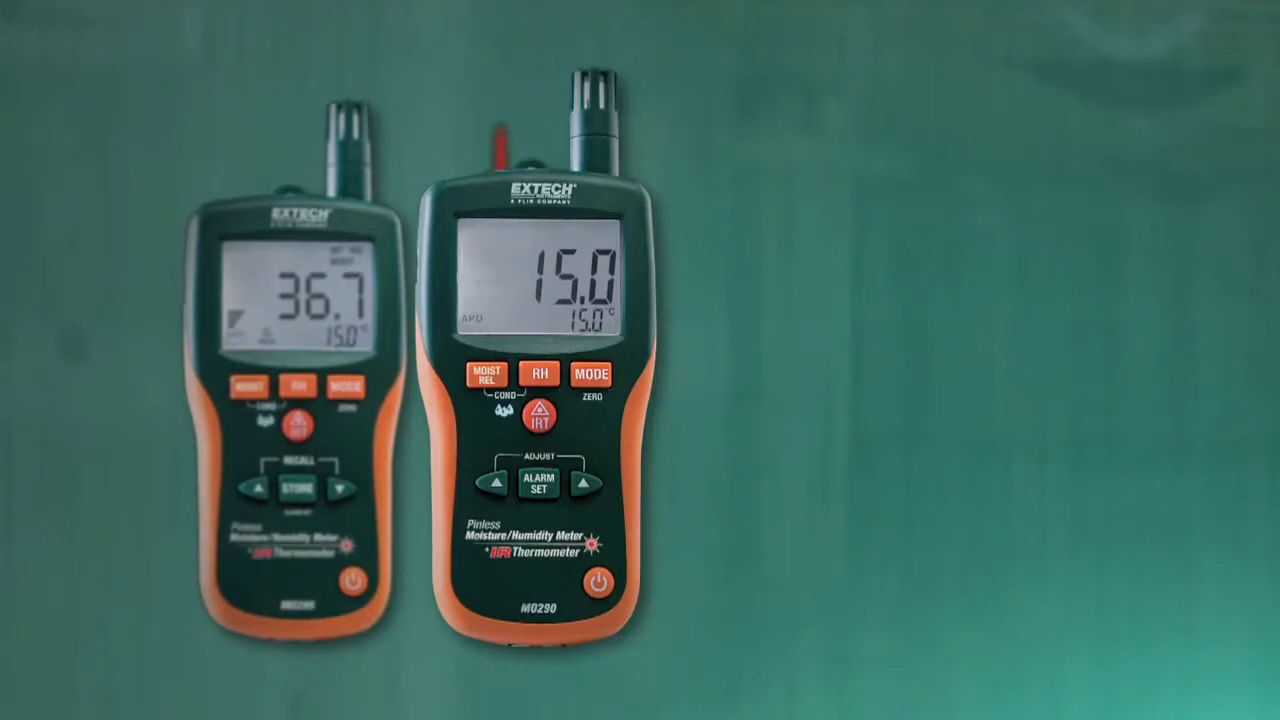 EXTECH
36.7
15.0°C
MOIST
RH
MODE
COND
ZERO
IRT
RECALL
STORE
Pinless
Moisture/Humidity Meter
IR Thermometer
EXTECH
INSTRUMENTS
A FLIR COMPANY
15.0
APO
15.0°C
MOIST REL
RH
MODE
COND
ZERO
IRT
ADJUST
ALARM SET
Pinless
Moisture/Humidity Meter
+ IR Thermometer
MO290